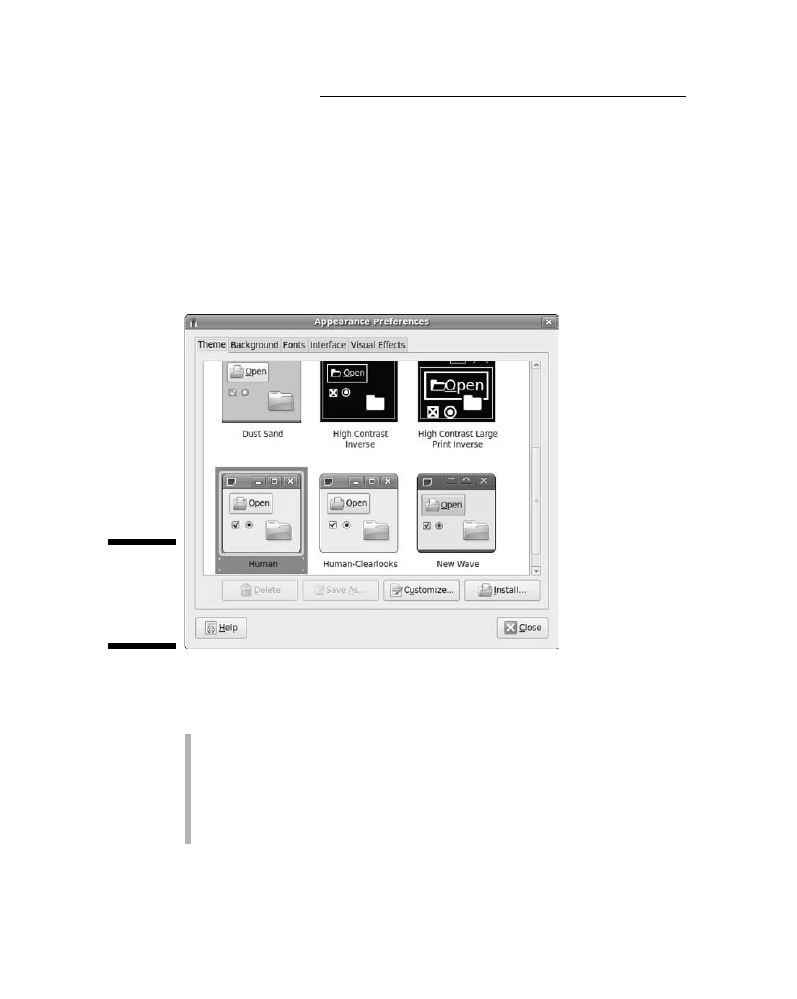 Appearance Preferences
Theme Background Fonts Interface Visual Effects
Open Open Open
Dust Sand High Contrast Inverse High Contrast Large Print Inverse
Open Open Open
Human Human-Clearlooks New Wave
Delete Save As... Customize... Install...
Help Close